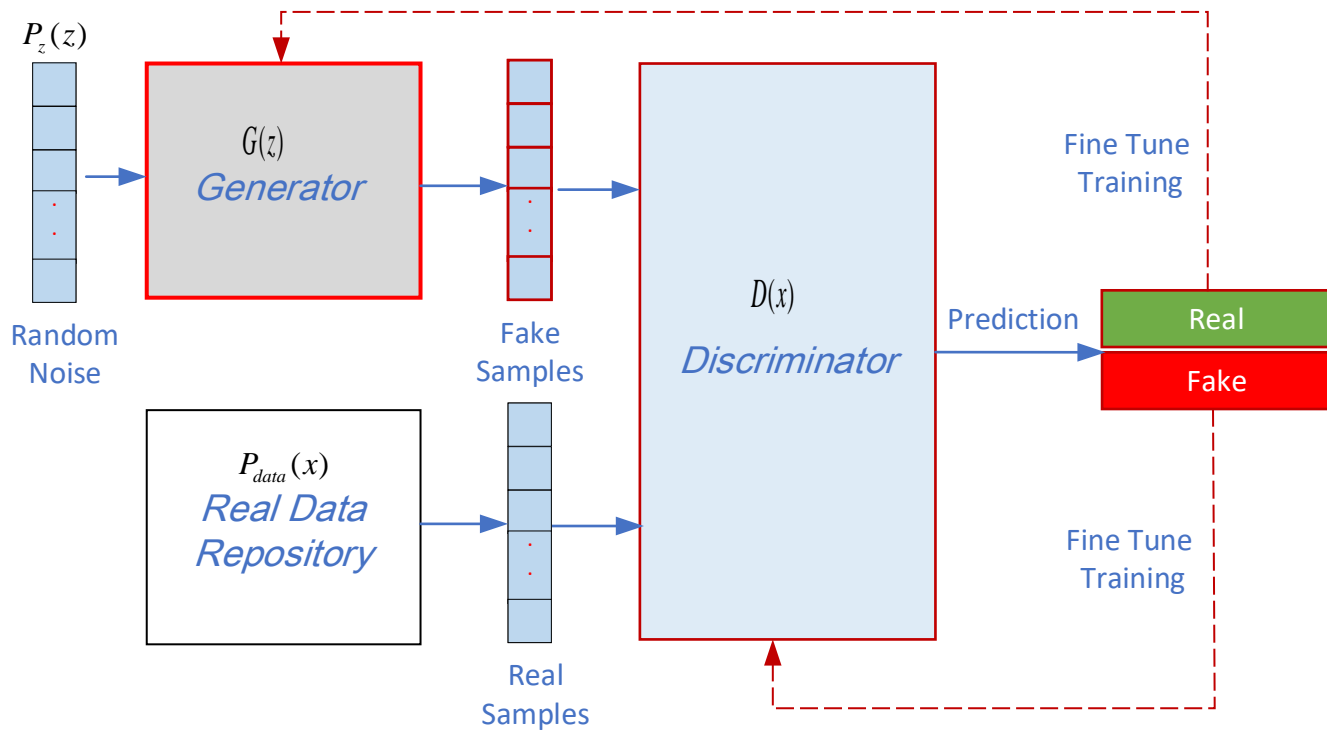 P_z(z)
Random
Noise
G(z)
Generator
Fake
Samples
P_data(x)
Real Data
Repository
Real
Samples
D(x)
Discriminator
Prediction
Fine Tune
Training
Real
Fake
Fine Tune
Training